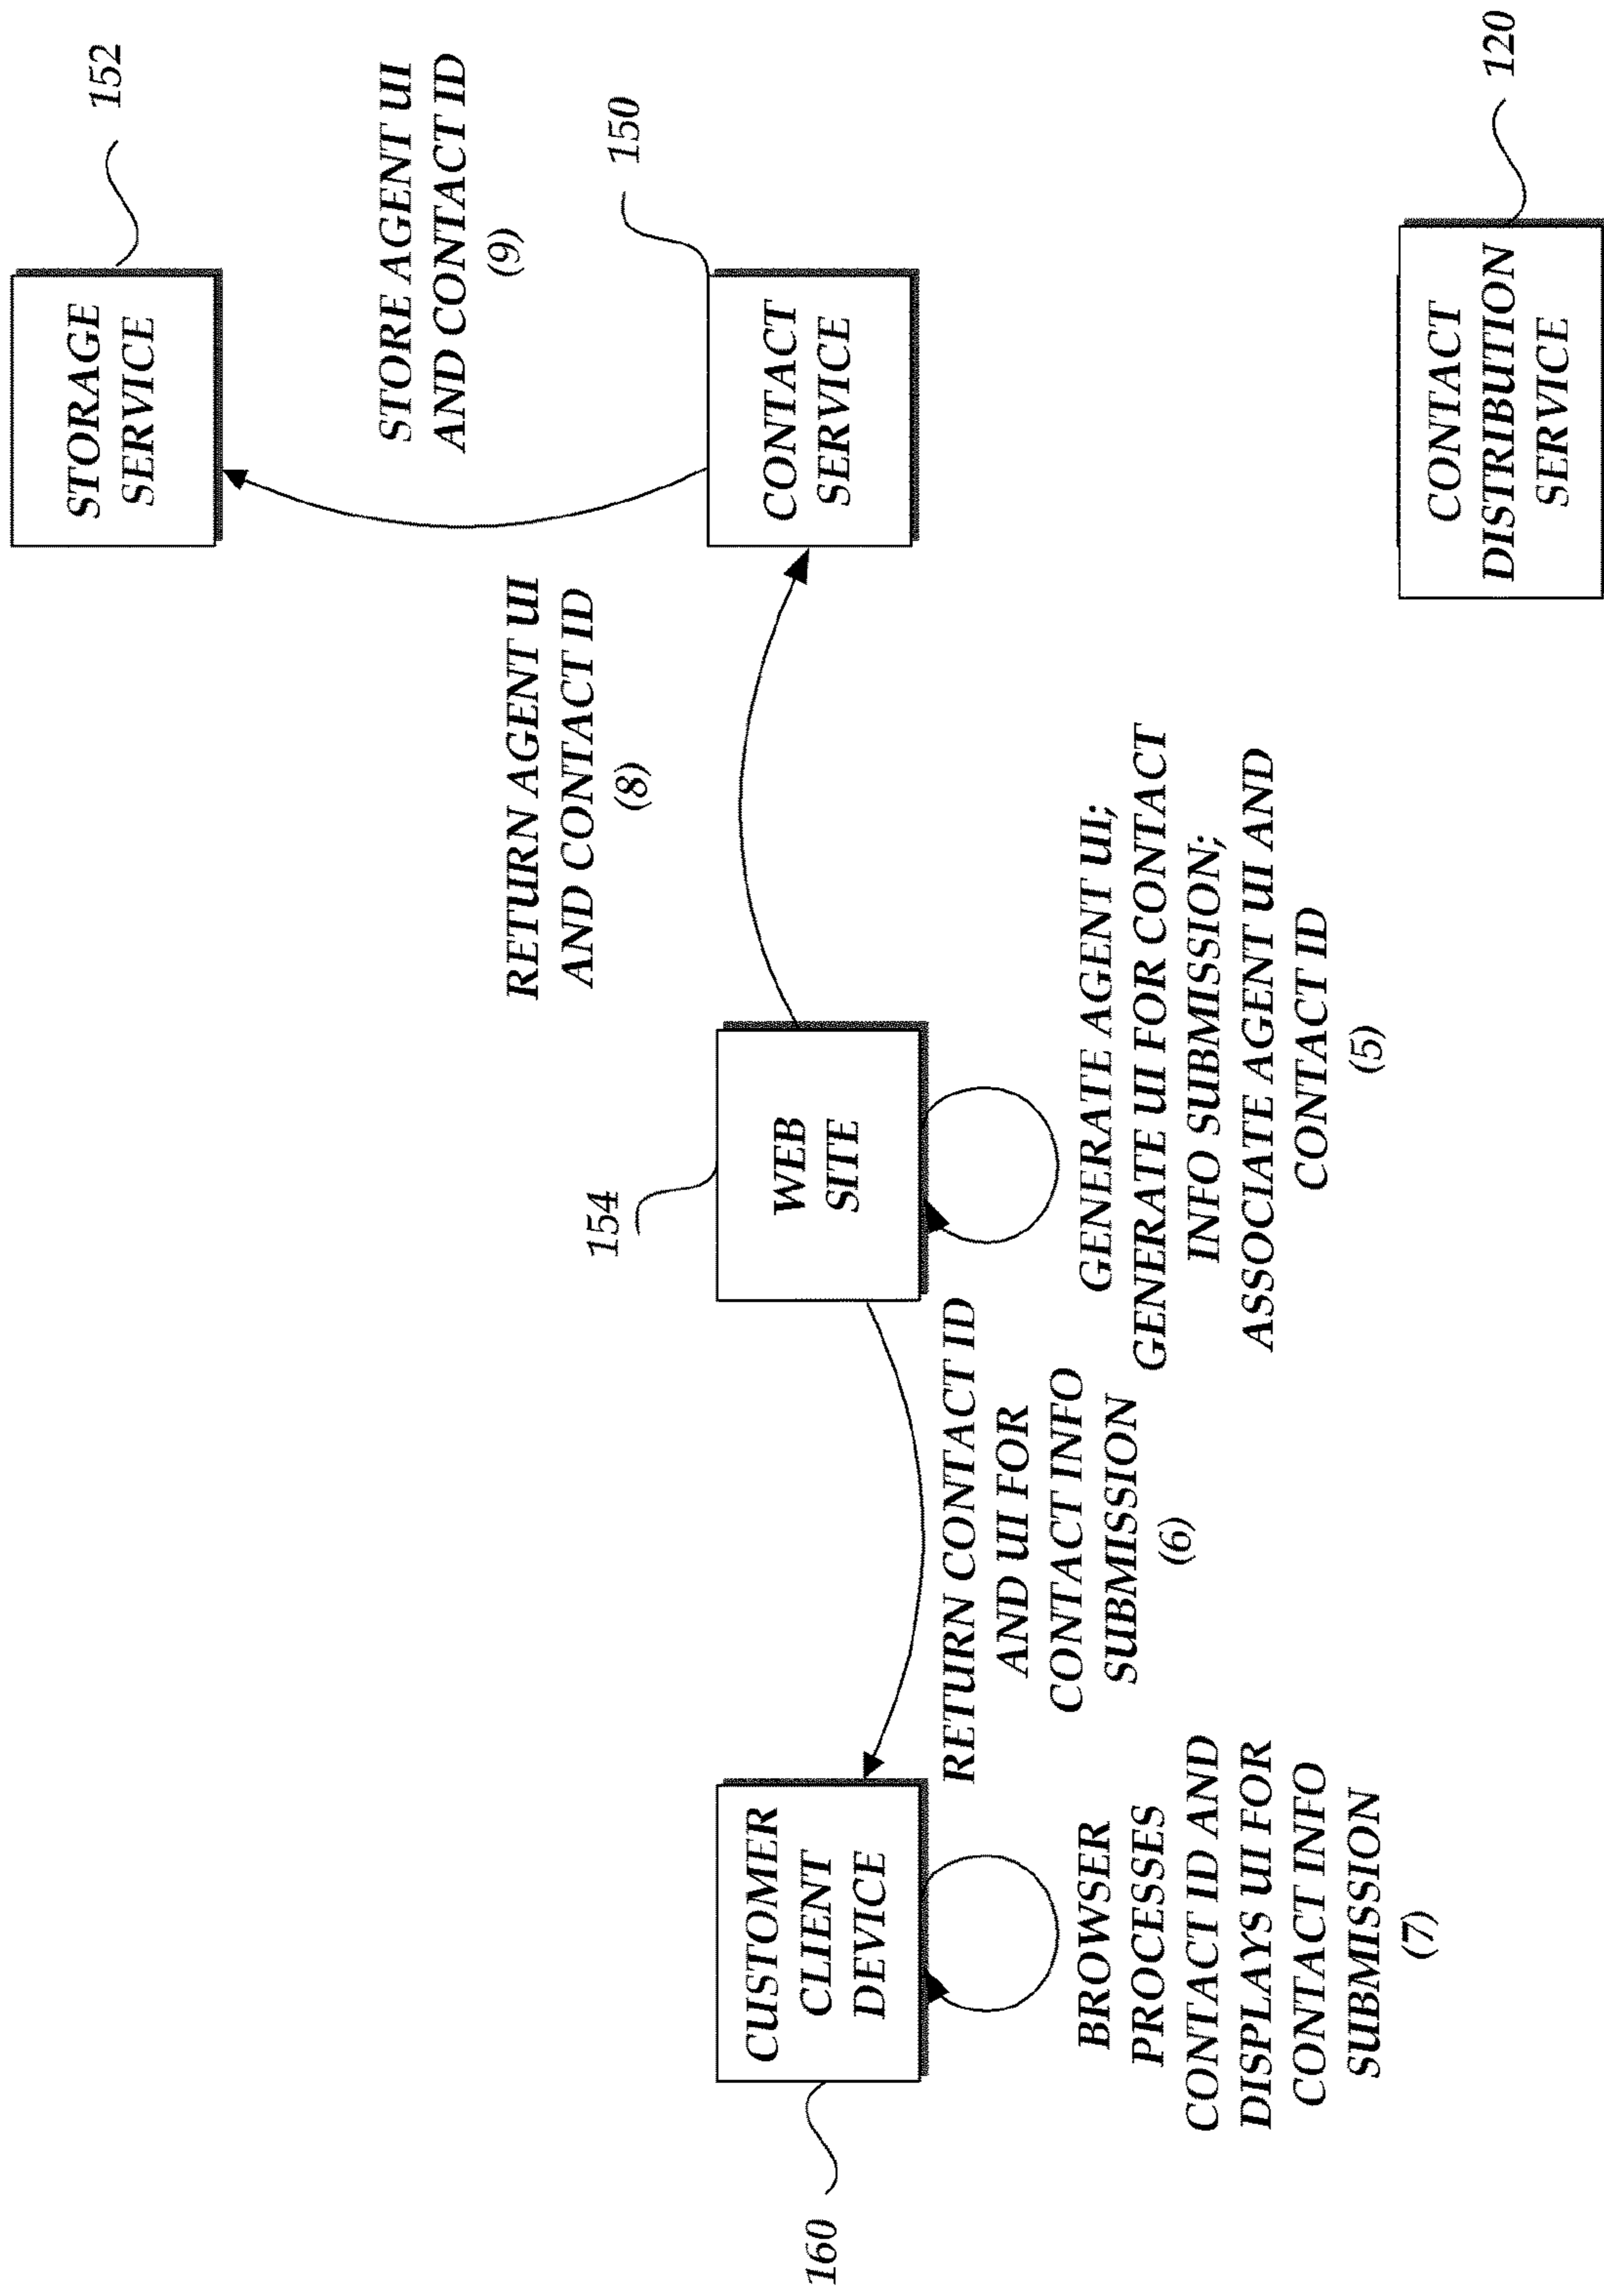 152
STORAGE
SERVICE
STORE AGENT UI
AND CONTACT ID
(9)
RETURN AGENT UI
AND CONTACT ID
(8)
150
CONTACT
SERVICE
154
WEB
SITE
160
CUSTOMER
CLIENT
DEVICE
RETURN CONTACT ID
AND UI FOR
CONTACT INFO
SUBMISSION
(6)
GENERATE AGENT UI;
GENERATE UI FOR CONTACT
INFO SUBMISSION;
ASSOCIATE AGENT UI AND
CONTACT ID
(5)
BROWSER
PROCESSES
CONTACT ID AND
DISPLAYS UI FOR
CONTACT INFO
SUBMISSION
(7)
120
CONTACT
DISTRIBUTION
SERVICE